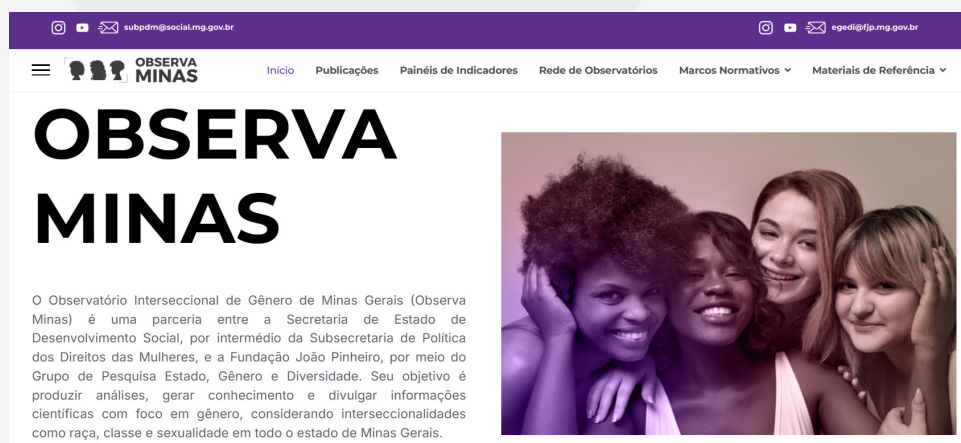 subpdm@social.mg.gov.br
egedi@fjp.mg.gov.br
OBSERVA
MINAS
Início Publicações Painéis de Indicadores Rede de Observatórios Marcos Normativos Materiais de Referência
OBSERVA
MINAS
O Observatório Interseccional de Gênero de Minas Gerais (Observa
Minas) é uma parceria entre a Secretaria de Estado de
Desenvolvimento Social, por intermédio da Subsecretaria de Política
dos Direitos das Mulheres, e a Fundação João Pinheiro, por meio do
Grupo de Pesquisa Estado, Gênero e Diversidade. Seu objetivo é
produzir análises, gerar conhecimento e divulgar informações
científicas com foco em gênero, considerando interseccionalidades
como raça, classe e sexualidade em todo o estado de Minas Gerais.